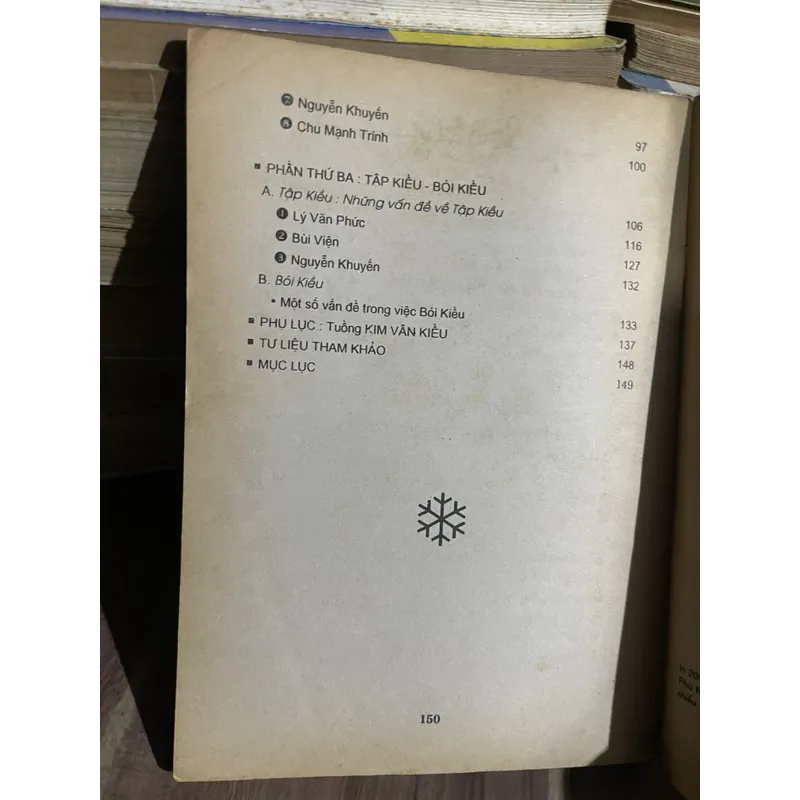 ❼ Nguyễn Khuyến 97
❽ Chu Mạnh Trinh 100
▪ PHẦN THỨ BA : TẬP KIỀU - BÓI KIỀU
A. Tập Kiều : Những vấn đề về Tập Kiều 106
❶ Lý Văn Phức 116
❷ Bùi Viện 127
❸ Nguyễn Khuyến 132
B. Bói Kiều
• Một số vấn đề trong việc Bói Kiều 133
▪ PHỤ LỤC : Tuồng KIM VÂN KIỀU 137
▪ TƯ LIỆU THAM KHẢO 148
▪ MỤC LỤC 149
150
In
Phú
chiều